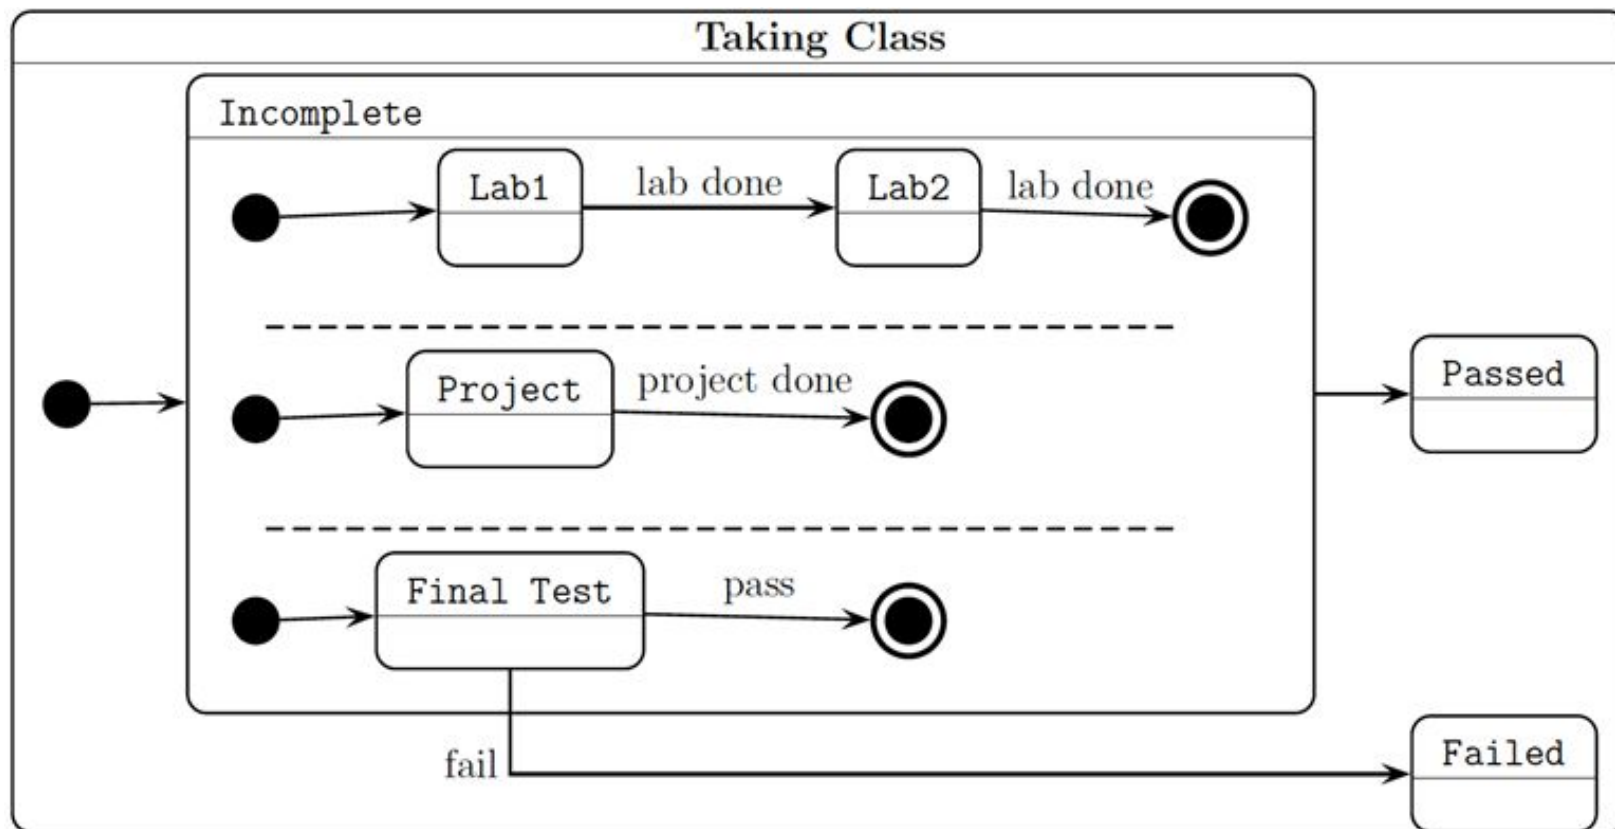 Taking Class
Incomplete
Lab1
lab done
Lab2
lab done
Project
project done
Passed
Final Test
pass
fail
Failed